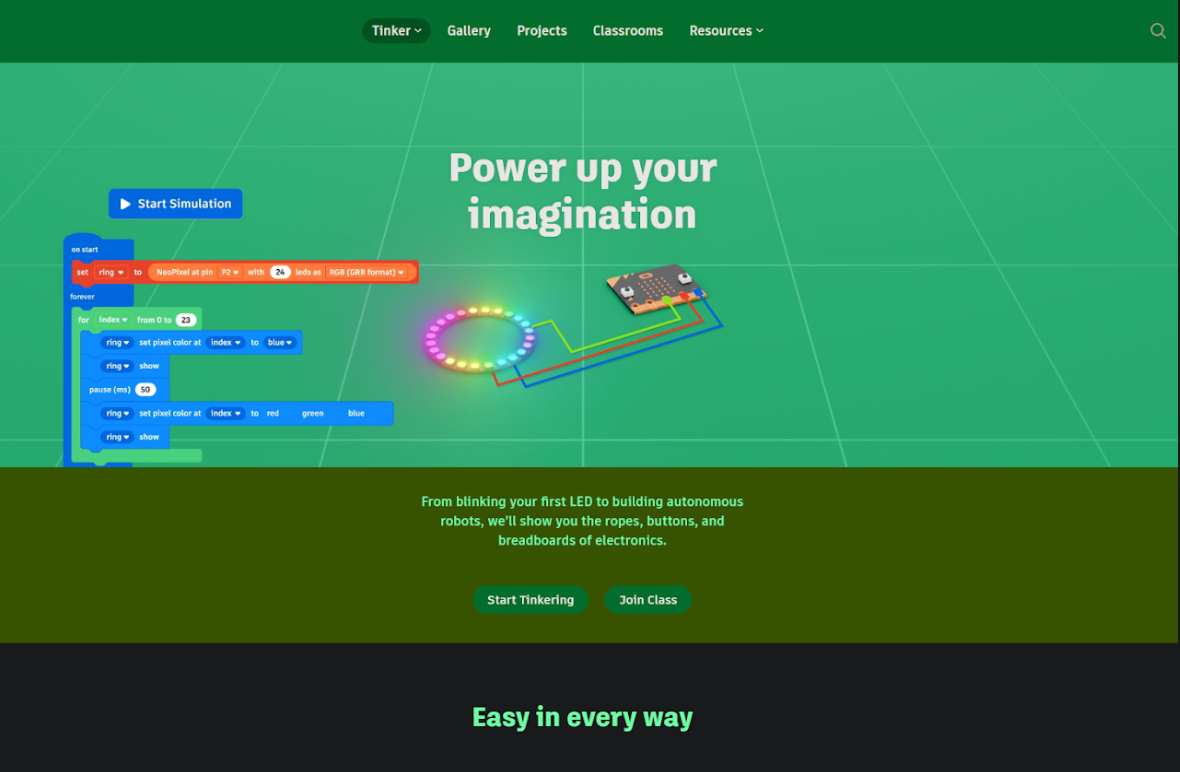 Tinker Gallery Projects Classrooms Resources
Power up your
imagination
Start Simulation
on start
set ring to NeoPixel at pin P2 with 24 leds as RGB (GRB format)
forever
for index from 0 to 23
ring set pixel color at index to blue
ring show
pause (ms) 50
ring set pixel color at index to red green blue
ring show
From blinking your first LED to building autonomous
robots, we'll show you the ropes, buttons, and
breadboards of electronics.
Start Tinkering Join Class
Easy in every way